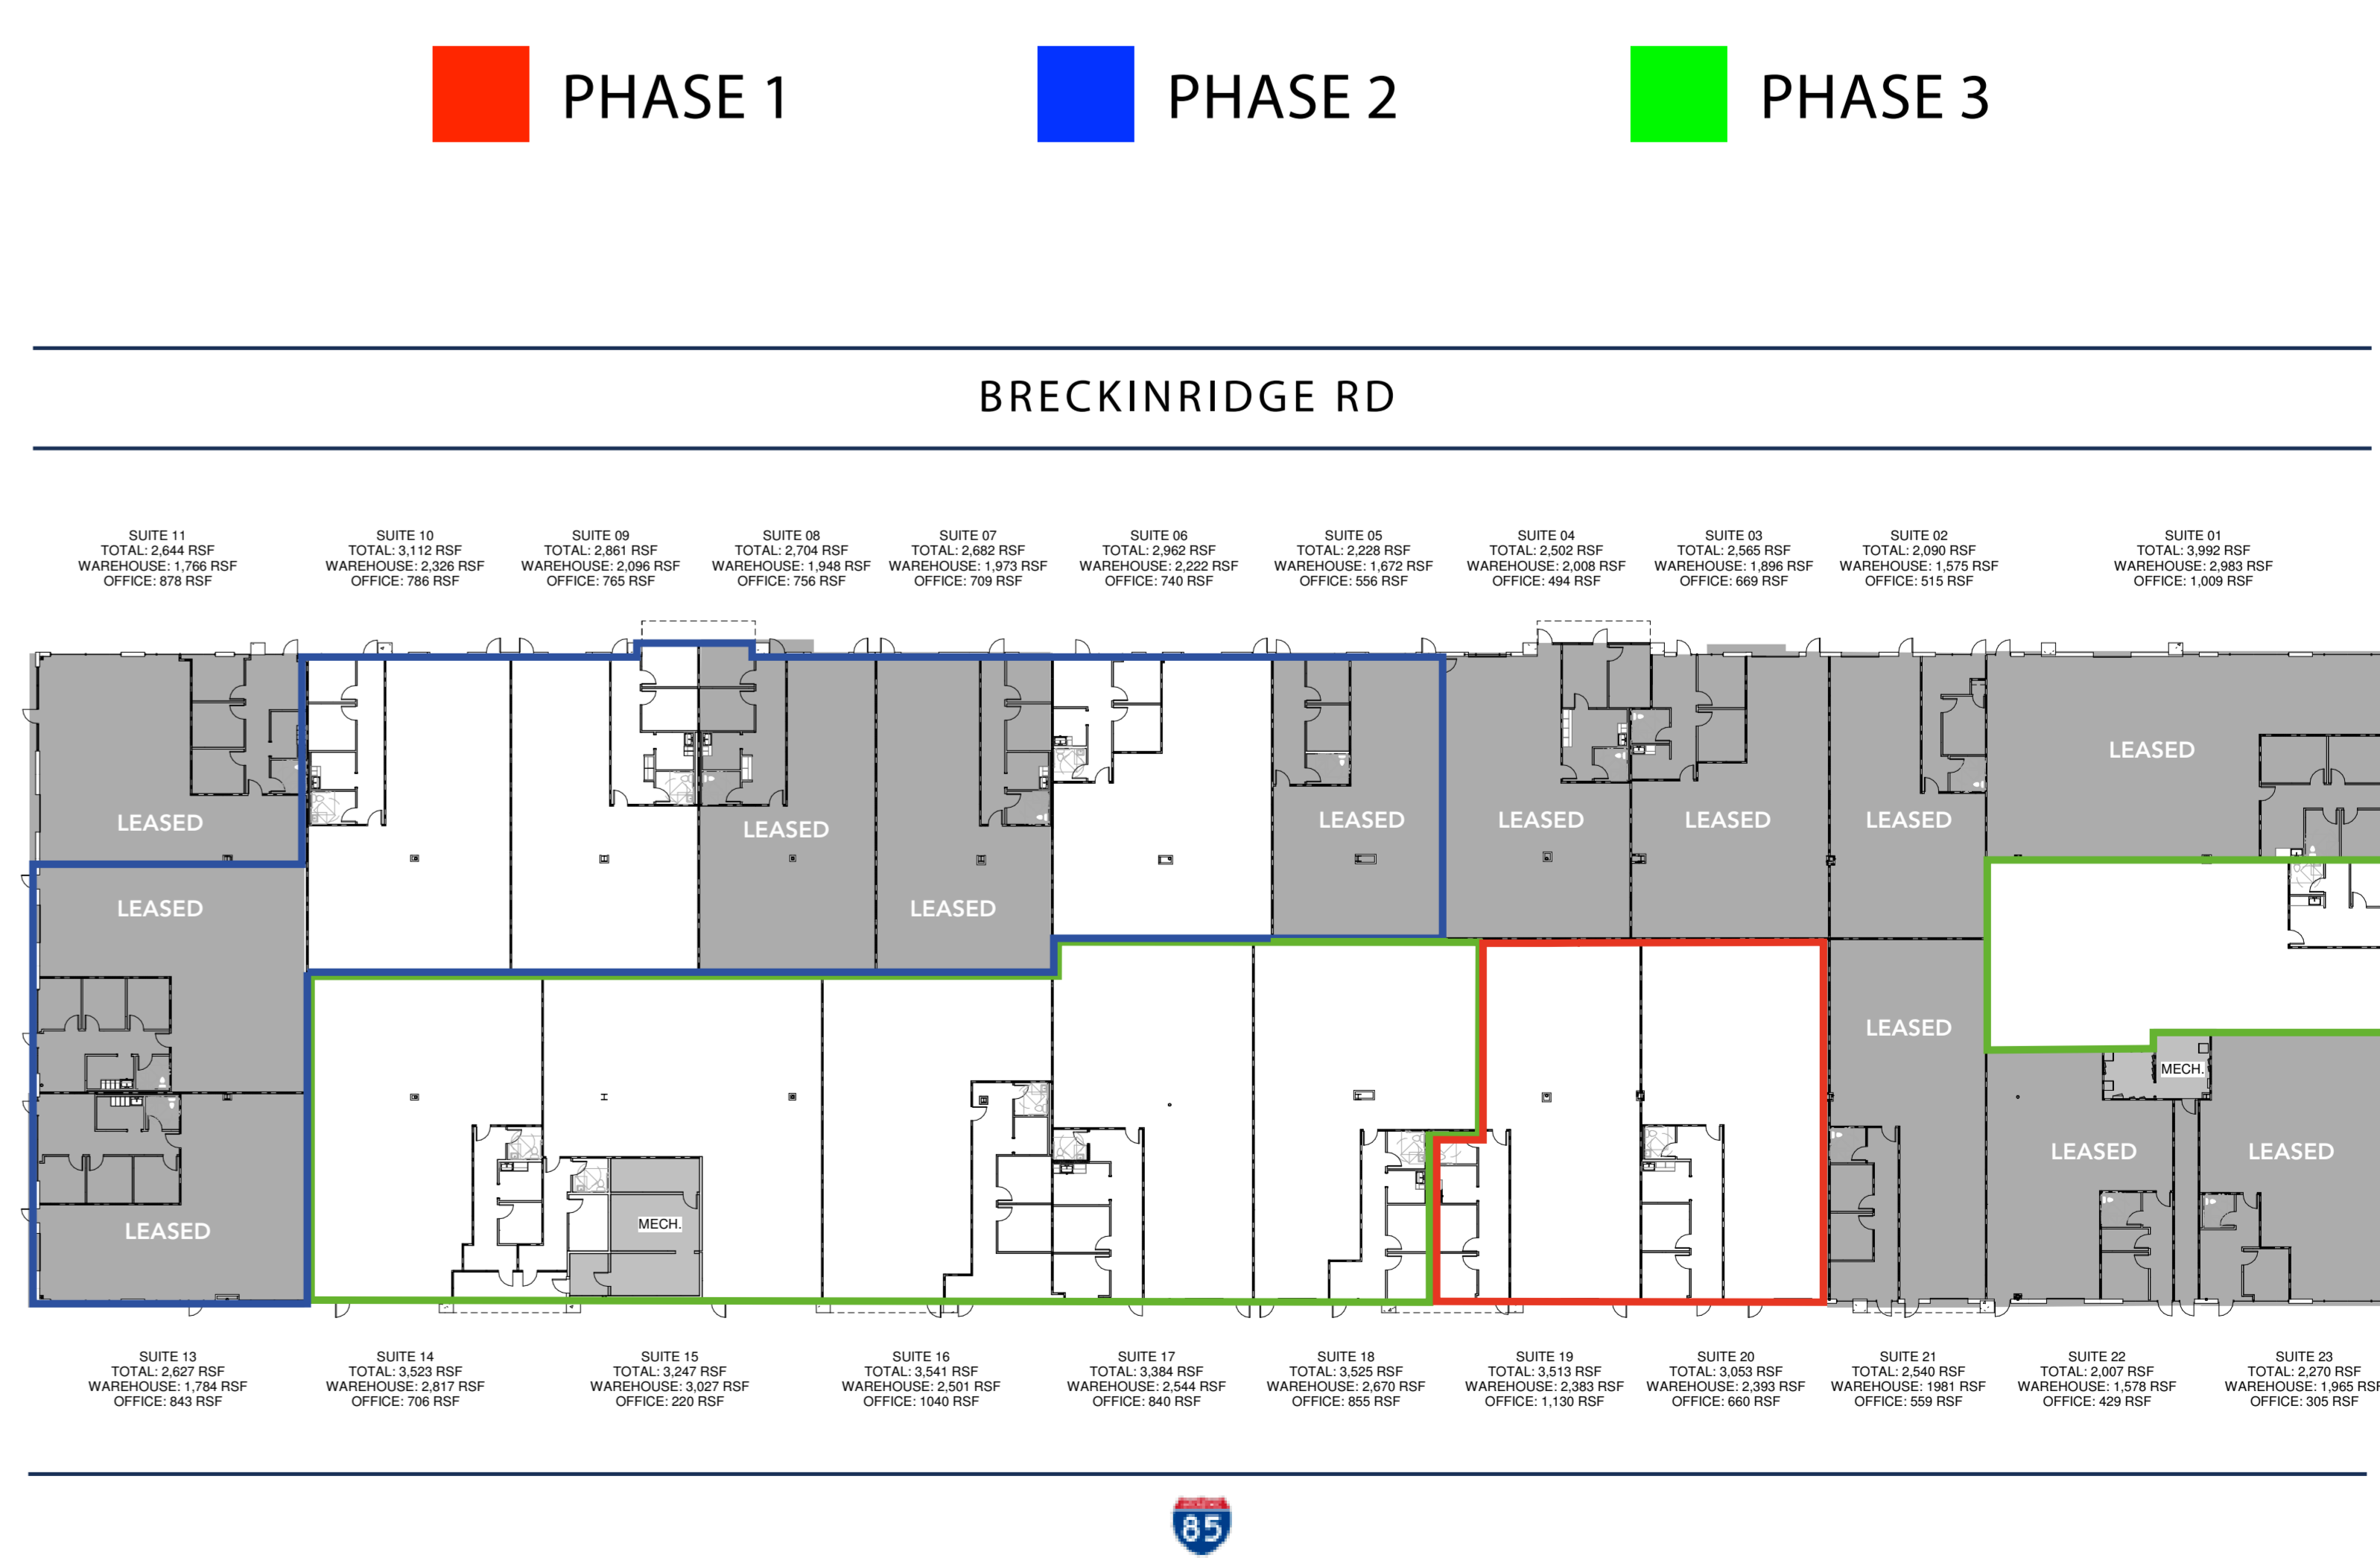 PHASE 1
PHASE 2
PHASE 3
BRECKINRIDGE RD
SUITE 11
TOTAL: 2,644 RSF
WAREHOUSE: 1,766 RSF
OFFICE: 878 RSF
SUITE 10
TOTAL: 3,112 RSF
WAREHOUSE: 2,326 RSF
OFFICE: 786 RSF
SUITE 09
TOTAL: 2,861 RSF
WAREHOUSE: 2,096 RSF
OFFICE: 765 RSF
SUITE 08
TOTAL: 2,704 RSF
WAREHOUSE: 1,948 RSF
OFFICE: 756 RSF
SUITE 07
TOTAL: 2,682 RSF
WAREHOUSE: 1,973 RSF
OFFICE: 709 RSF
SUITE 06
TOTAL: 2,962 RSF
WAREHOUSE: 2,222 RSF
OFFICE: 740 RSF
SUITE 05
TOTAL: 2,228 RSF
WAREHOUSE: 1,672 RSF
OFFICE: 556 RSF
SUITE 04
TOTAL: 2,502 RSF
WAREHOUSE: 2,008 RSF
OFFICE: 494 RSF
SUITE 03
TOTAL: 2,565 RSF
WAREHOUSE: 1,896 RSF
OFFICE: 669 RSF
SUITE 02
TOTAL: 2,090 RSF
WAREHOUSE: 1,575 RSF
OFFICE: 515 RSF
SUITE 01
TOTAL: 3,992 RSF
WAREHOUSE: 2,983 RSF
OFFICE: 1,009 RSF
LEASED
LEASED
LEASED
LEASED
LEASED
LEASED
LEASED
LEASED
LEASED
LEASED
LEASED
MECH.
LEASED
LEASED
LEASED
MECH.
SUITE 13
TOTAL: 2,627 RSF
WAREHOUSE: 1,784 RSF
OFFICE: 843 RSF
SUITE 14
TOTAL: 3,523 RSF
WAREHOUSE: 2,817 RSF
OFFICE: 706 RSF
SUITE 15
TOTAL: 3,247 RSF
WAREHOUSE: 3,027 RSF
OFFICE: 220 RSF
SUITE 16
TOTAL: 3,541 RSF
WAREHOUSE: 2,501 RSF
OFFICE: 1040 RSF
SUITE 17
TOTAL: 3,384 RSF
WAREHOUSE: 2,544 RSF
OFFICE: 840 RSF
SUITE 18
TOTAL: 3,525 RSF
WAREHOUSE: 2,670 RSF
OFFICE: 855 RSF
SUITE 19
TOTAL: 3,513 RSF
WAREHOUSE: 2,383 RSF
OFFICE: 1,130 RSF
SUITE 20
TOTAL: 3,053 RSF
WAREHOUSE: 2,393 RSF
OFFICE: 660 RSF
SUITE 21
TOTAL: 2,540 RSF
WAREHOUSE: 1981 RSF
OFFICE: 559 RSF
SUITE 22
TOTAL: 2,007 RSF
WAREHOUSE: 1,578 RSF
OFFICE: 429 RSF
SUITE 23
TOTAL: 2,270 RSF
WAREHOUSE: 1,965 RSF
OFFICE: 305 RSF
85